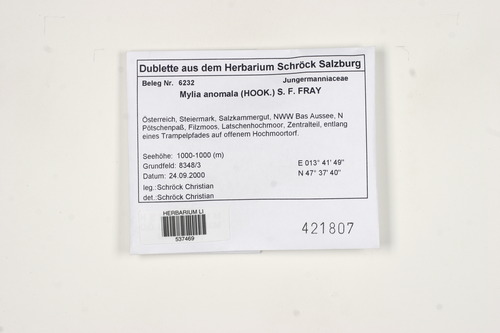 Dublette aus dem Herbarium Schröck Salzburg
Beleg Nr. 6232 Jungermanniaceae
Mylia anomala (HOOK.) S. F. FRAY
Österreich, Steiermark, Salzkammergut, NWW Bas Aussee, N
Pötschenpaß, Filzmoos, Latschenhochmoor, Zentralteil, entlang
eines Trampelpfades auf offenem Hochmoortorf.
Seehöhe: 1000-1000 (m) E 013° 41' 49"
Grundfeld: 8348/3 N 47° 37' 40"
Datum: 24.09.2000
leg.:Schröck Christian
det.:Schröck Christian
HERBARIUM LI
537469
421807